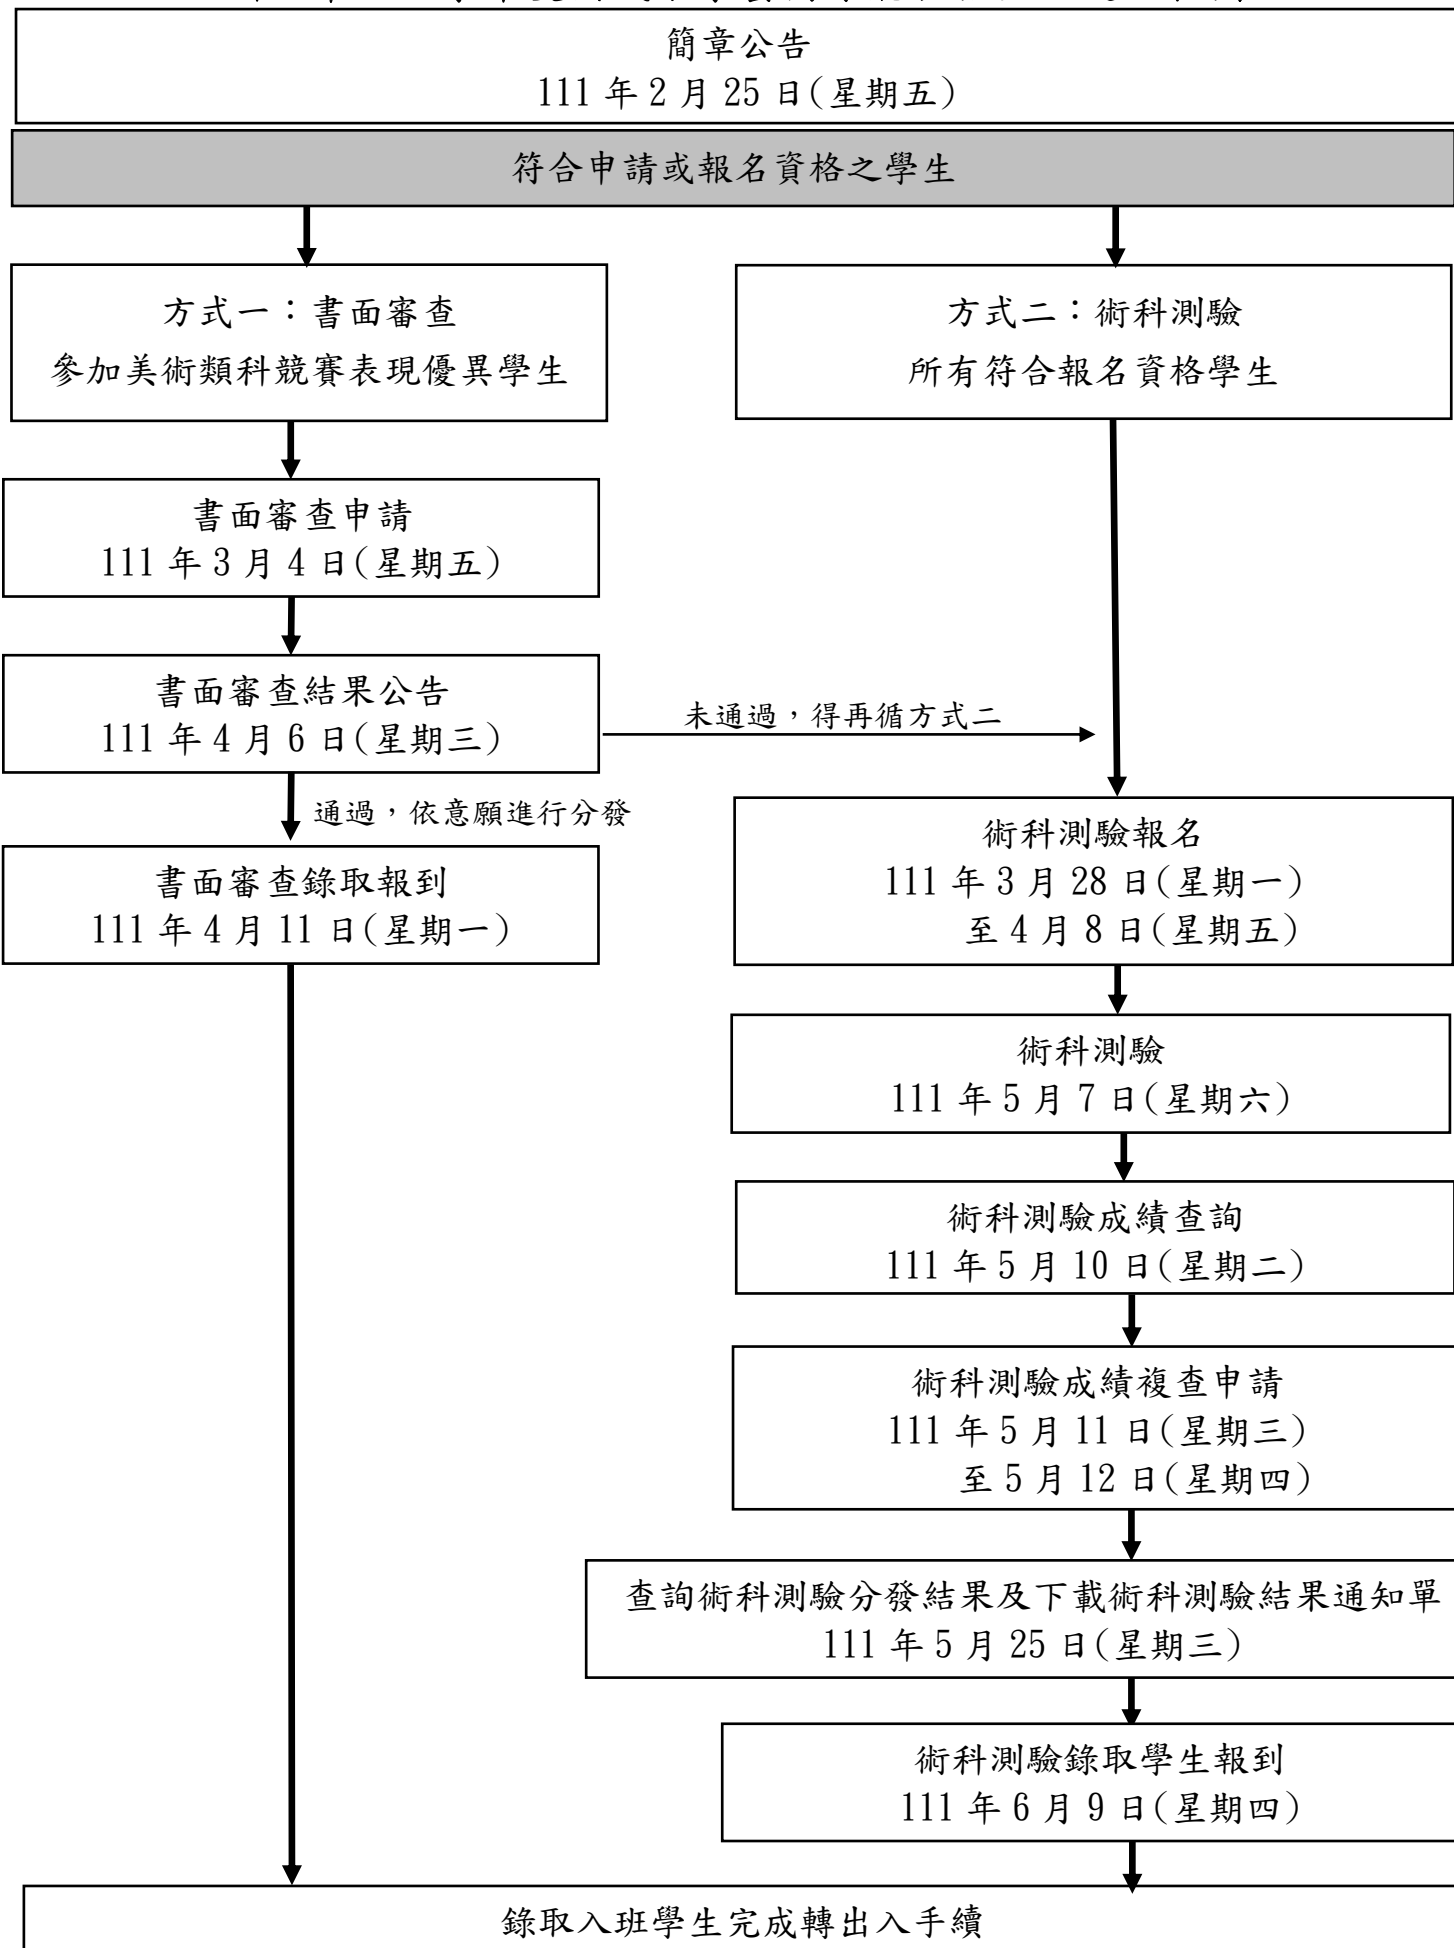 簡章公告
111 年 2 月 25 日(星期五)
符合申請或報名資格之學生
方式一：書面審查
參加美術類科競賽表現優異學生
書面審查申請
111 年 3 月 4 日(星期五)
書面審查結果公告
111 年 4 月 6 日(星期三)
未通過，得再循方式二
通過，依意願進行分發
書面審查錄取報到
111 年 4 月 11 日(星期一)
方式二：術科測驗
所有符合報名資格學生
術科測驗報名
111 年 3 月 28 日(星期一)
至 4 月 8 日(星期五)
術科測驗
111 年 5 月 7 日(星期六)
術科測驗成績查詢
111 年 5 月 10 日(星期二)
術科測驗成績複查申請
111 年 5 月 11 日(星期三)
至 5 月 12 日(星期四)
查詢術科測驗分發結果及下載術科測驗結果通知單
111 年 5 月 25 日(星期三)
術科測驗錄取學生報到
111 年 6 月 9 日(星期四)
錄取入班學生完成轉出入手續